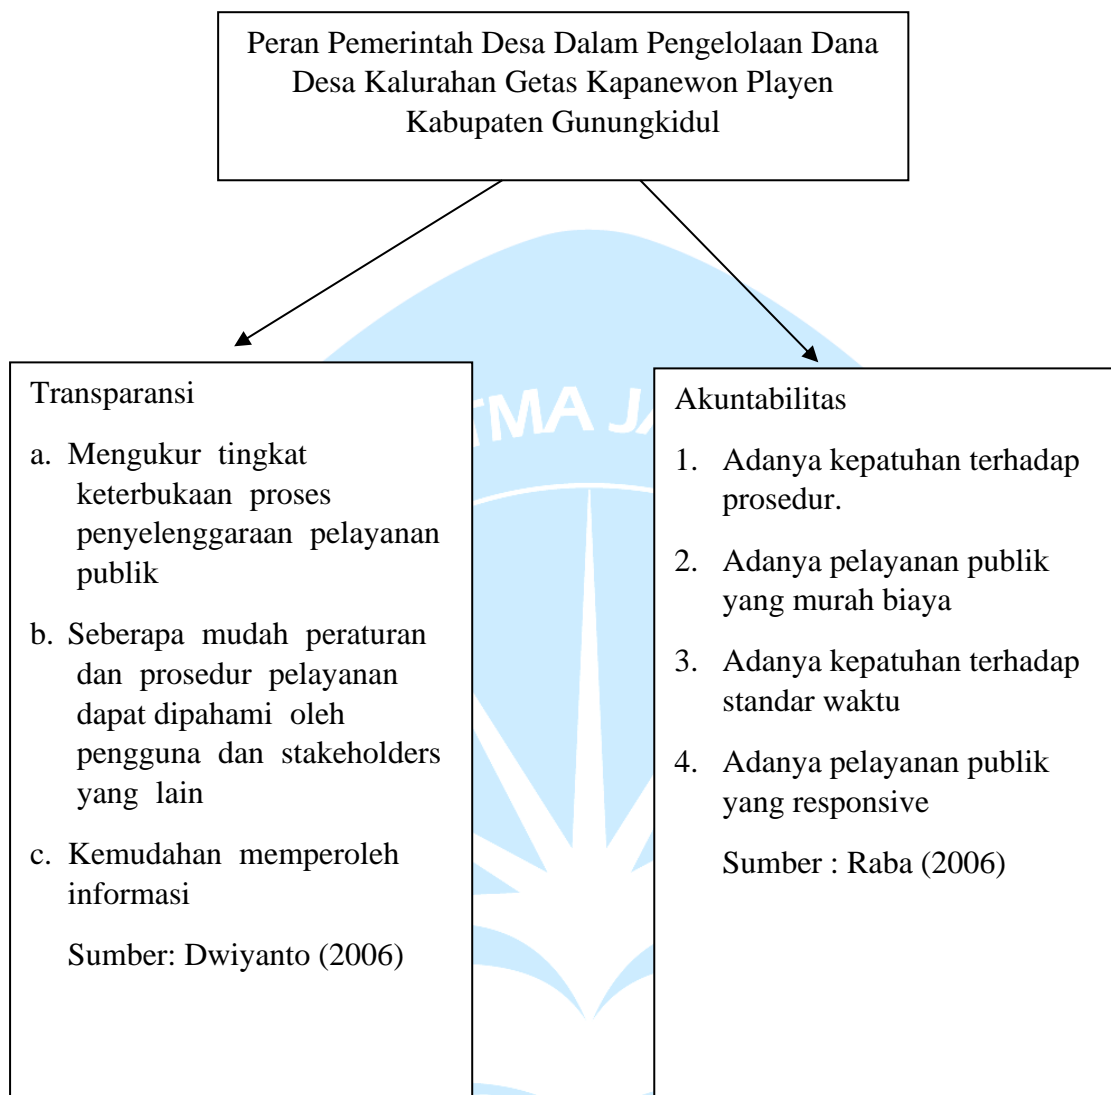 Peran Pemerintah Desa Dalam Pengelolaan Dana
Desa Kalurahan Getas Kapanewon Playen
Kabupaten Gunungkidul
Transparansi
a. Mengukur tingkat
keterbukaan proses
penyelenggaraan pelayanan
publik
b. Seberapa mudah peraturan
dan prosedur pelayanan
dapat dipahami oleh
pengguna dan stakeholders
yang lain
c. Kemudahan memperoleh
informasi
Sumber: Dwiyanto (2006)
TMA JA
Akuntabilitas
1. Adanya kepatuhan terhadap
prosedur.
2. Adanya pelayanan publik
yang murah biaya
3. Adanya kepatuhan terhadap
standar waktu
4. Adanya pelayanan publik
yang responsive
Sumber : Raba (2006)